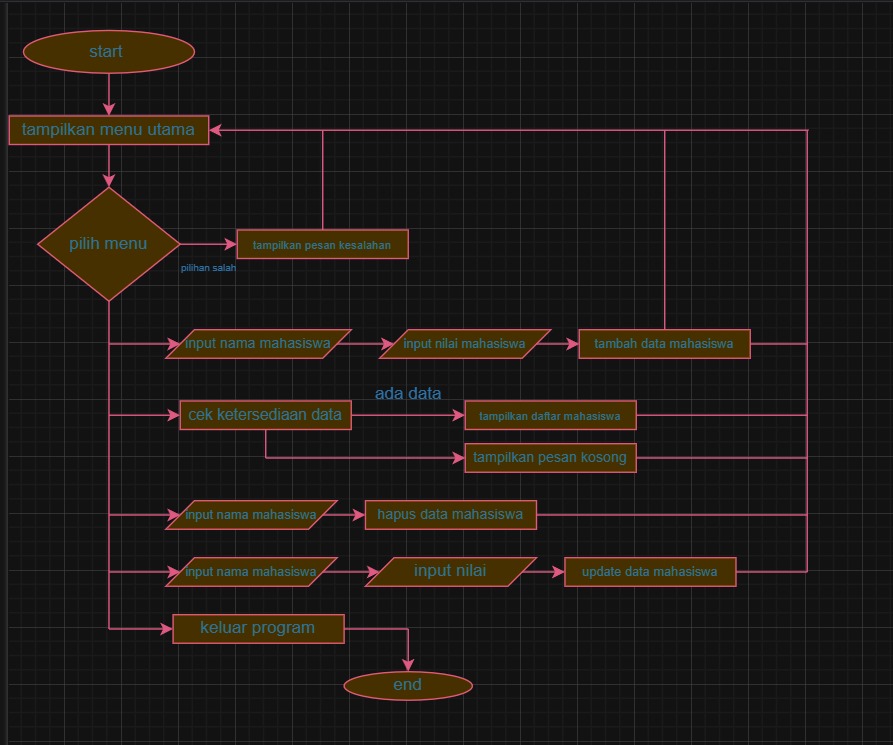 start
tampilkan menu utama
pilih menu
tampilkan pesan kesalahan
pilihan salah
input nama mahasiswa
input nilai mahasiswa
tambah data mahasiswa
ada data
cek ketersediaan data
tampilkan daftar mahasiswa
tampilkan pesan kosong
input nama mahasiswa
hapus data mahasiswa
input nama mahasiswa
input nilai
update data mahasiswa
keluar program
end